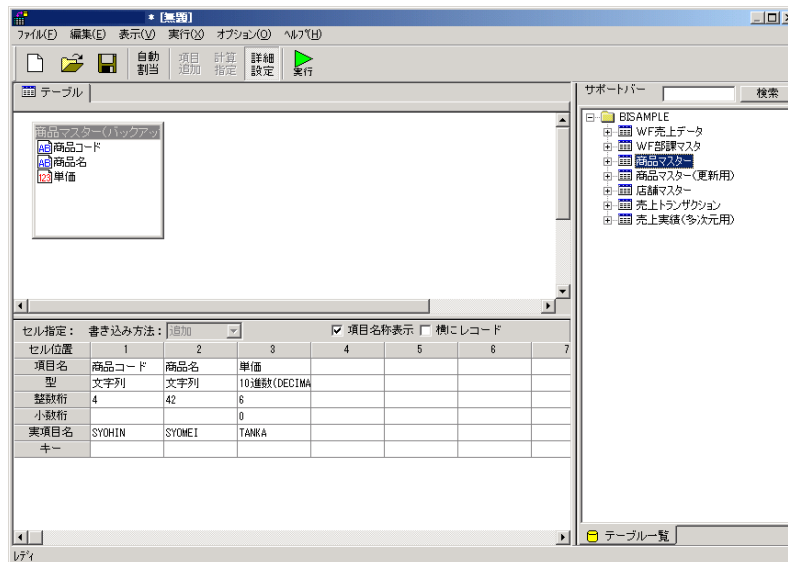 * [無題]
ファイル(F) 編集(E) 表示(V) 実行(X) オプション(O) ヘルプ(H)
自動割当 項目追加 計算指定 詳細設定 実行
テーブル
商品マスター(バックアッ
AB 商品コード
AB 商品名
123 単価
セル指定： 書き込み方法： 追加 項目名称表示 横にレコード
セル位置 1 2 3 4 5 6 7
項目名 商品コード 商品名 単価
型 文字列 文字列 10進数(DECIMA
整数桁 4 42 6
小数桁 0
実項目名 SYOHIN SYOMEI TANKA
キー
サポートバー 検索
BISAMPLE
WF売上データ
WF部課マスタ
商品マスター
商品マスター(更新用)
店舗マスター
売上トランザクション
売上実績(多次元用)
テーブル一覧
レディ